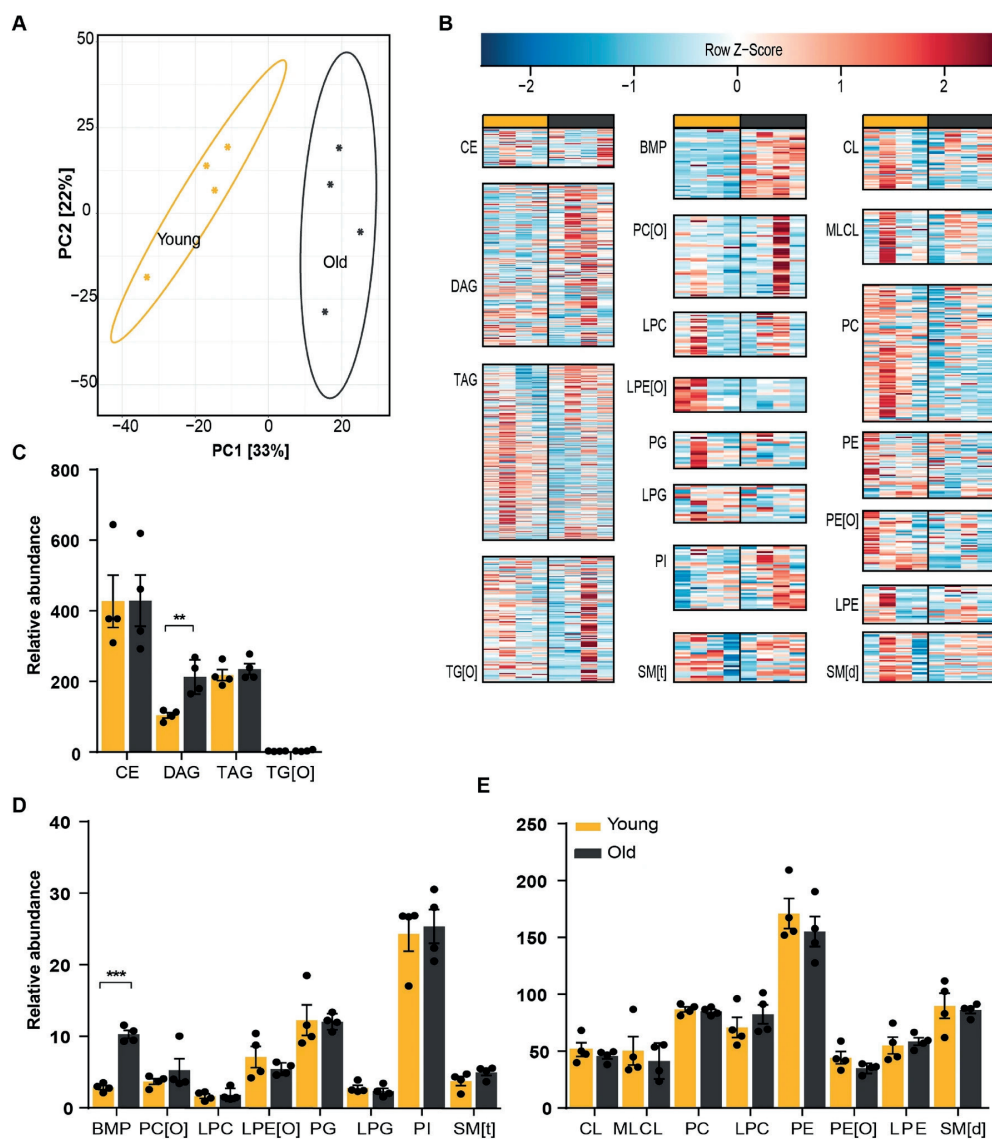 A
50
25
0
−25
−50
PC2 [22%]
Young
Old
−40 −20 0 20
PC1 [33%]
B
Row Z-Score
−2 −1 0 1 2
CE
DAG
TAG
TG[O]
BMP
PC[O]
LPC
LPE[O]
PG
LPG
PI
SM[t]
CL
MLCL
PC
PE
PE[O]
LPE
SM[d]
C
800
600
400
200
0
Relative abundance
**
CE DAG TAG TG[O]
D
40
30
20
10
0
Relative abundance
***
BMP PC[O] LPC LPE[O] PG LPG PI SM[t]
E
Young
Old
250
200
150
100
50
0
CL MLCL PC LPC PE PE[O] LPE SM[d]